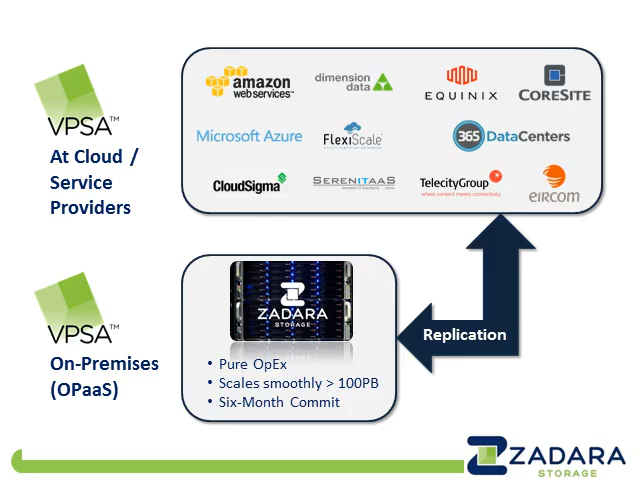 VPSA™
At Cloud /
Service
Providers
amazon
webservices™
dimension
data
EQUINIX
CORESITE
Microsoft Azure
FlexiScale
365 DataCenters
CloudSigma
SERENITAAS
TelecityGroup
where content meets connectivity
eircom
VPSA™
On-Premises
(OPaaS)
ZADARA
STORAGE
• Pure OpEx
• Scales smoothly > 100PB
• Six-Month Commit
Replication
ZADARA
STORAGE